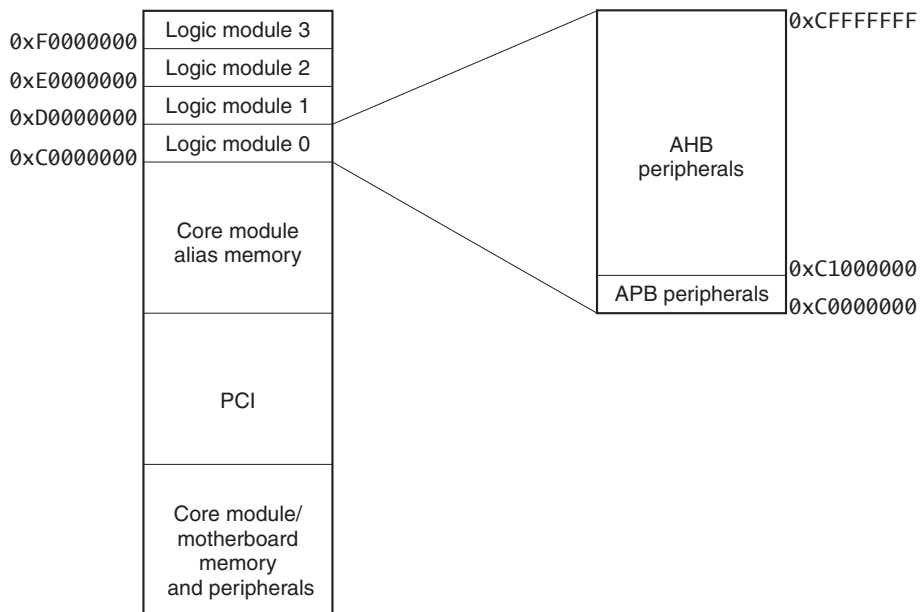 Logic module 3
0xF0000000
Logic module 2
0xE0000000
Logic module 1
0xD0000000
Logic module 0
0xC0000000
Core module
alias memory
PCI
Core module/
motherboard
memory
and peripherals
0xCFFFFFFF
AHB
peripherals
0xC1000000
APB peripherals
0xC0000000